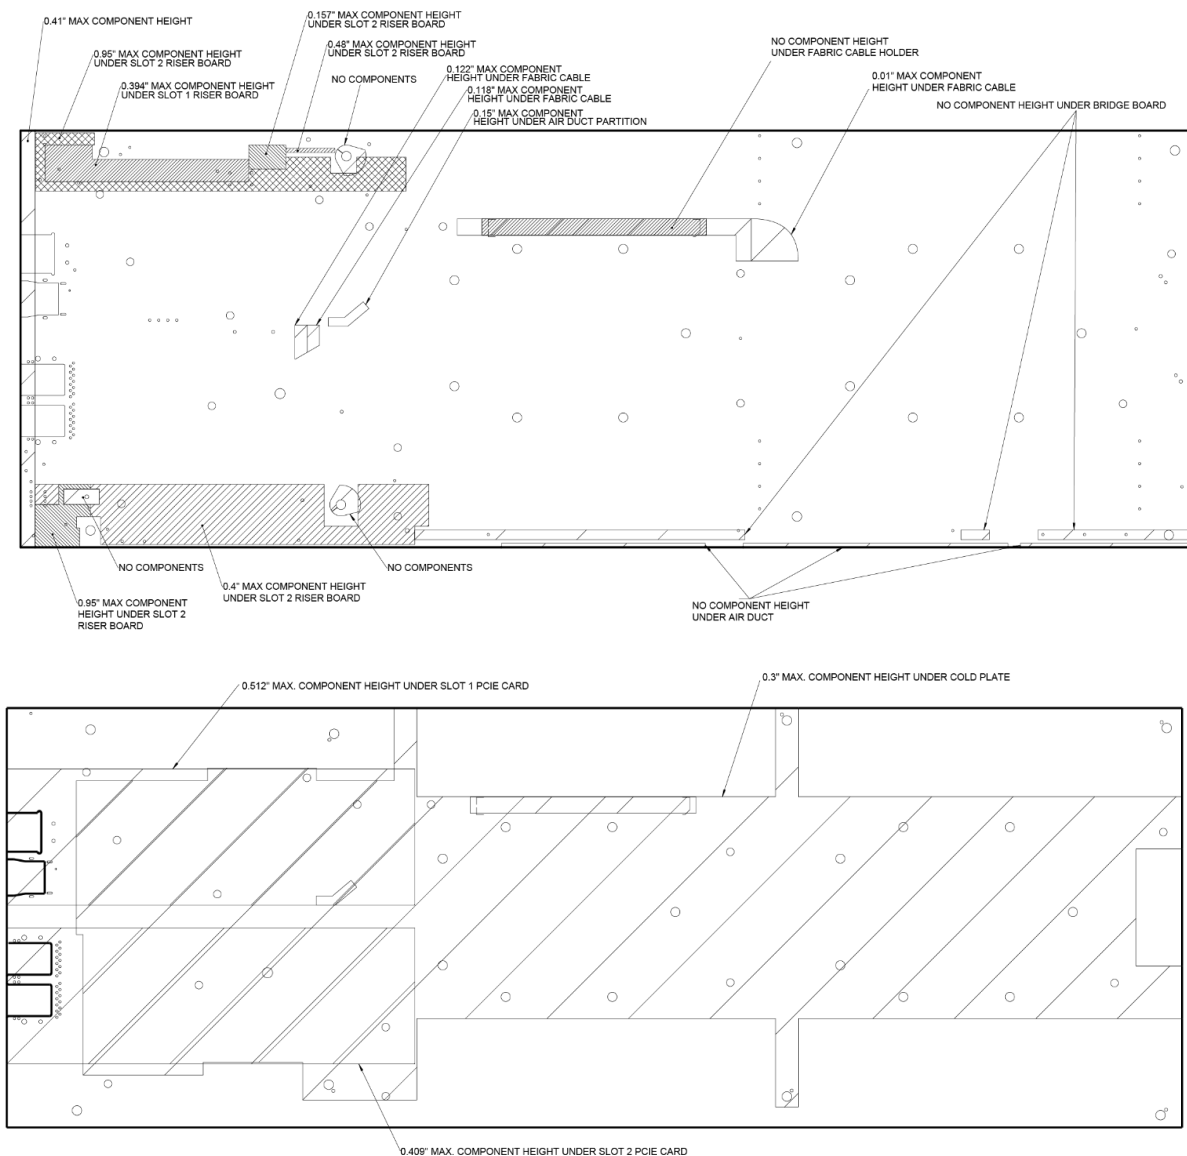 0.41" MAX COMPONENT HEIGHT
0.157" MAX COMPONENT HEIGHT
UNDER SLOT 2 RISER BOARD
0.95" MAX COMPONENT HEIGHT
UNDER SLOT 2 RISER BOARD
0.48" MAX COMPONENT HEIGHT
UNDER SLOT 2 RISER BOARD
0.394" MAX COMPONENT HEIGHT
UNDER SLOT 1 RISER BOARD
NO COMPONENTS
0.122" MAX COMPONENT
HEIGHT UNDER FABRIC CABLE
0.118" MAX COMPONENT
HEIGHT UNDER FABRIC CABLE
0.15" MAX COMPONENT
HEIGHT UNDER AIR DUCT PARTITION
NO COMPONENT HEIGHT
UNDER FABRIC CABLE HOLDER
0.01" MAX COMPONENT
HEIGHT UNDER FABRIC CABLE
NO COMPONENT HEIGHT UNDER BRIDGE BOARD
NO COMPONENTS
NO COMPONENTS
0.4" MAX COMPONENT HEIGHT
UNDER SLOT 2 RISER BOARD
0.95" MAX COMPONENT
HEIGHT UNDER SLOT 2
RISER BOARD
NO COMPONENT HEIGHT
UNDER AIR DUCT
0.512" MAX. COMPONENT HEIGHT UNDER SLOT 1 PCIE CARD
0.3" MAX. COMPONENT HEIGHT UNDER COLD PLATE
0.409" MAX. COMPONENT HEIGHT UNDER SLOT 2 PCIE CARD